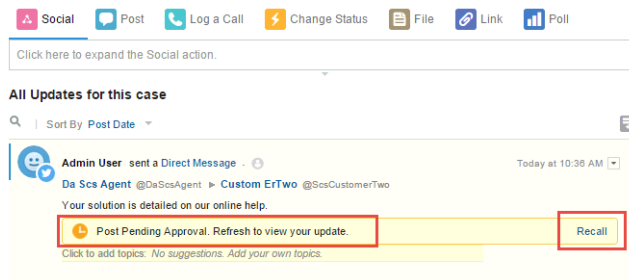 Social Post Log a Call Change Status File Link Poll
Click here to expand the Social action.
All Updates for this case
Sort By Post Date
Admin User sent a Direct Message - Today at 10:36 AM
Da Scs Agent @DaScsAgent ▶ Custom ErTwo @ScsCustomerTwo
Your solution is detailed on our online help.
Post Pending Approval. Refresh to view your update. Recall
Click to add topics: No suggestions. Add your own topics.